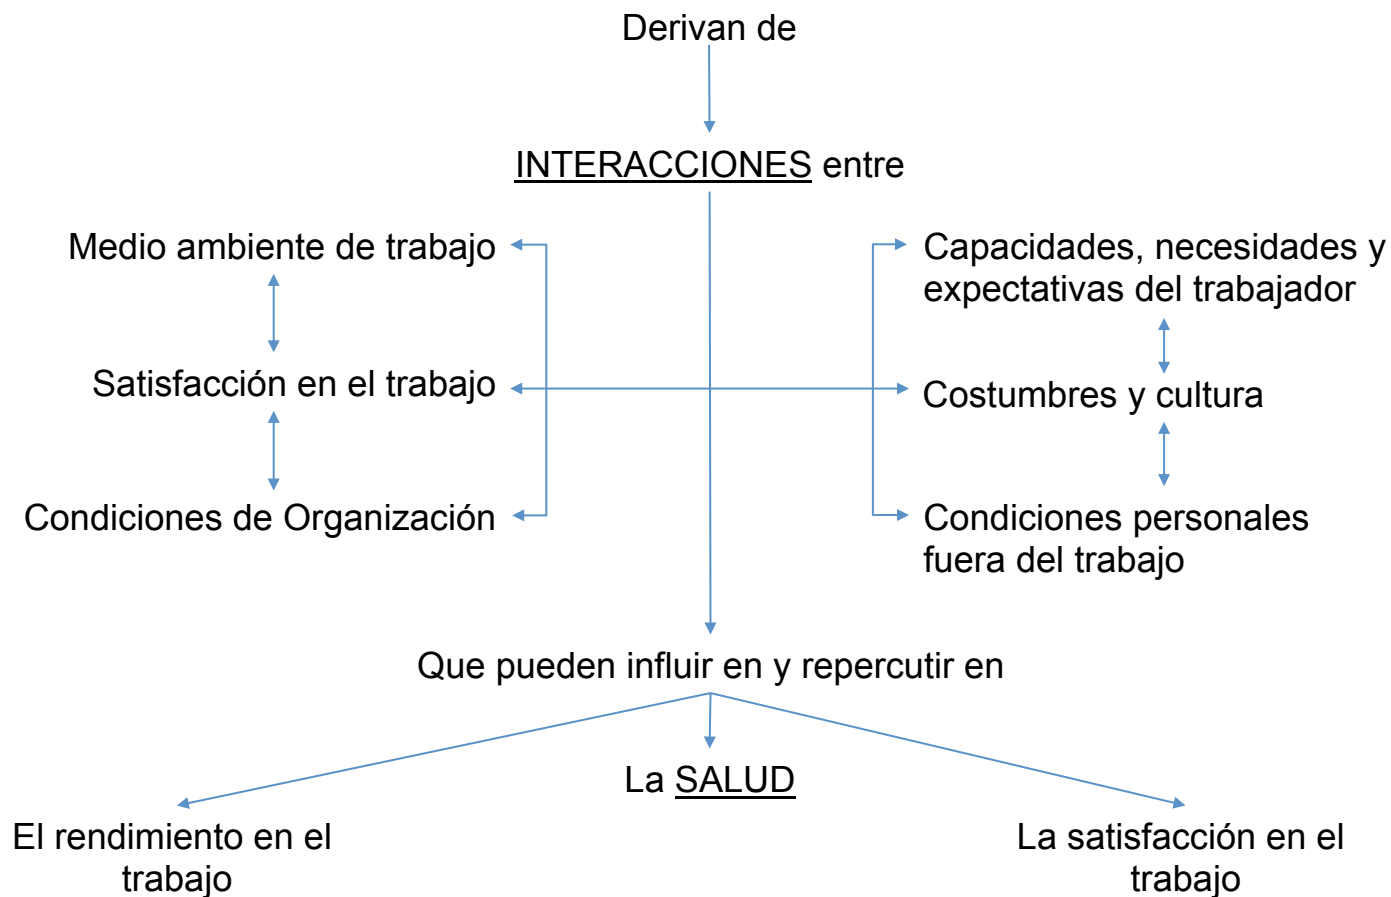 Derivan de
INTERACCIONES entre
Medio ambiente de trabajo
Satisfacción en el trabajo
Condiciones de Organización
Capacidades, necesidades y
expectativas del trabajador
Costumbres y cultura
Condiciones personales
fuera del trabajo
Que pueden influir en y repercutir en
El rendimiento en el
trabajo
La SALUD
La satisfacción en el
trabajo